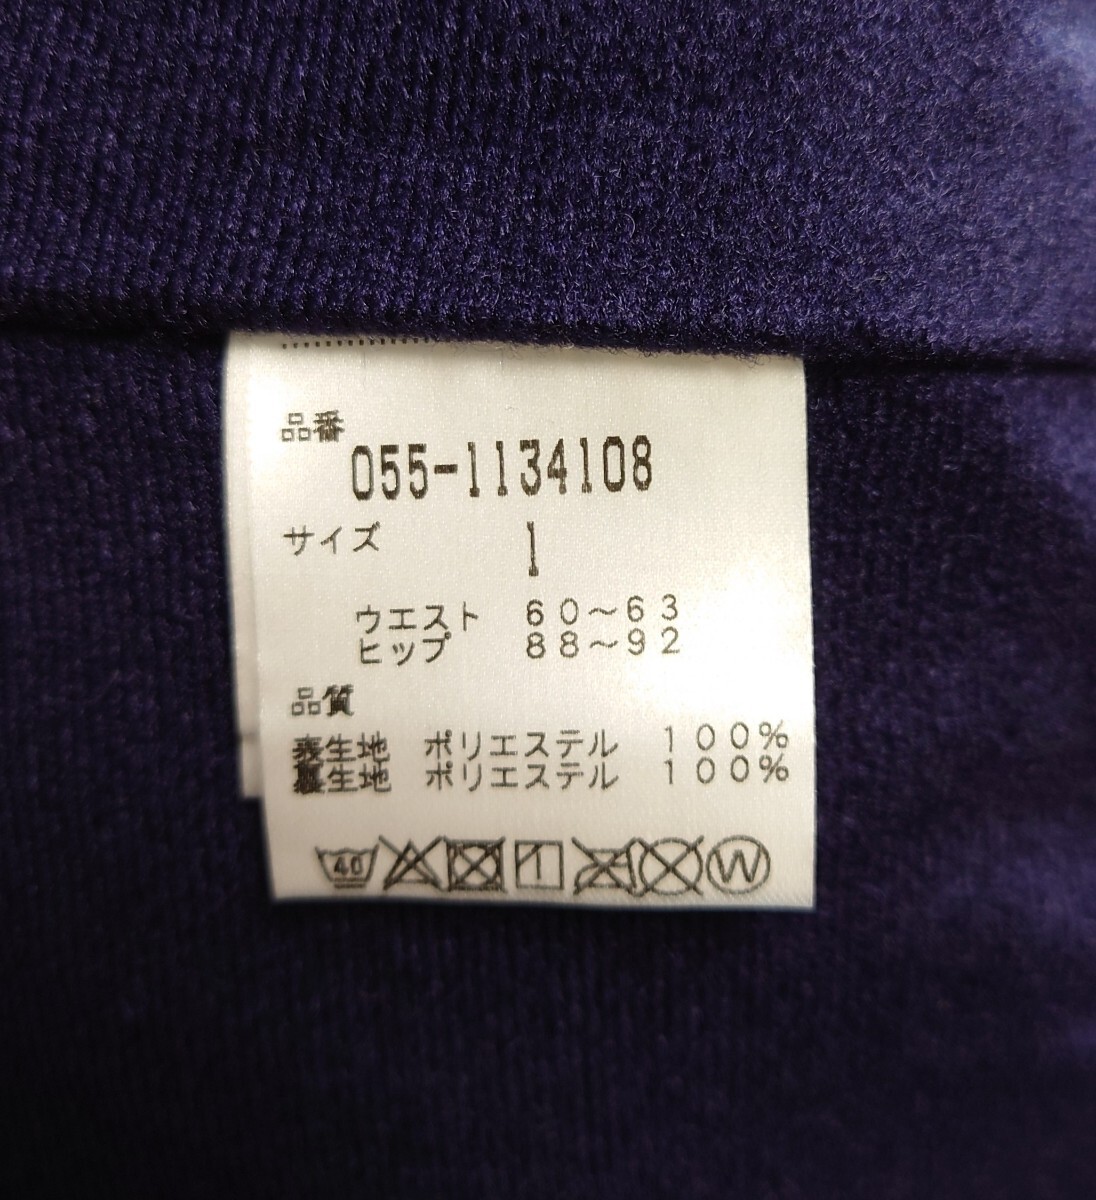 品番
055-1134108
サイズ 1
ウエスト 60～63
ヒップ 88～92
品質
表生地 ポリエステル 100%
裏生地 ポリエステル 100%
40 W